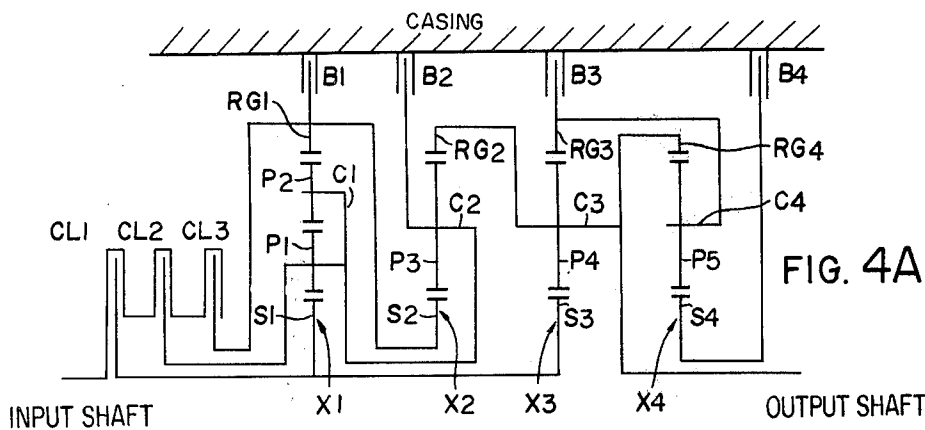 CASING
B1
B2
B3
B4
RG1
RG2
RG3
RG4
P2
C1
C2
C3
C4
CL1
CL2
CL3
P1
P3
P4
P5
FIG. 4A
S1
S2
S3
S4
X1
X2
X3
X4
INPUT SHAFT
OUTPUT SHAFT